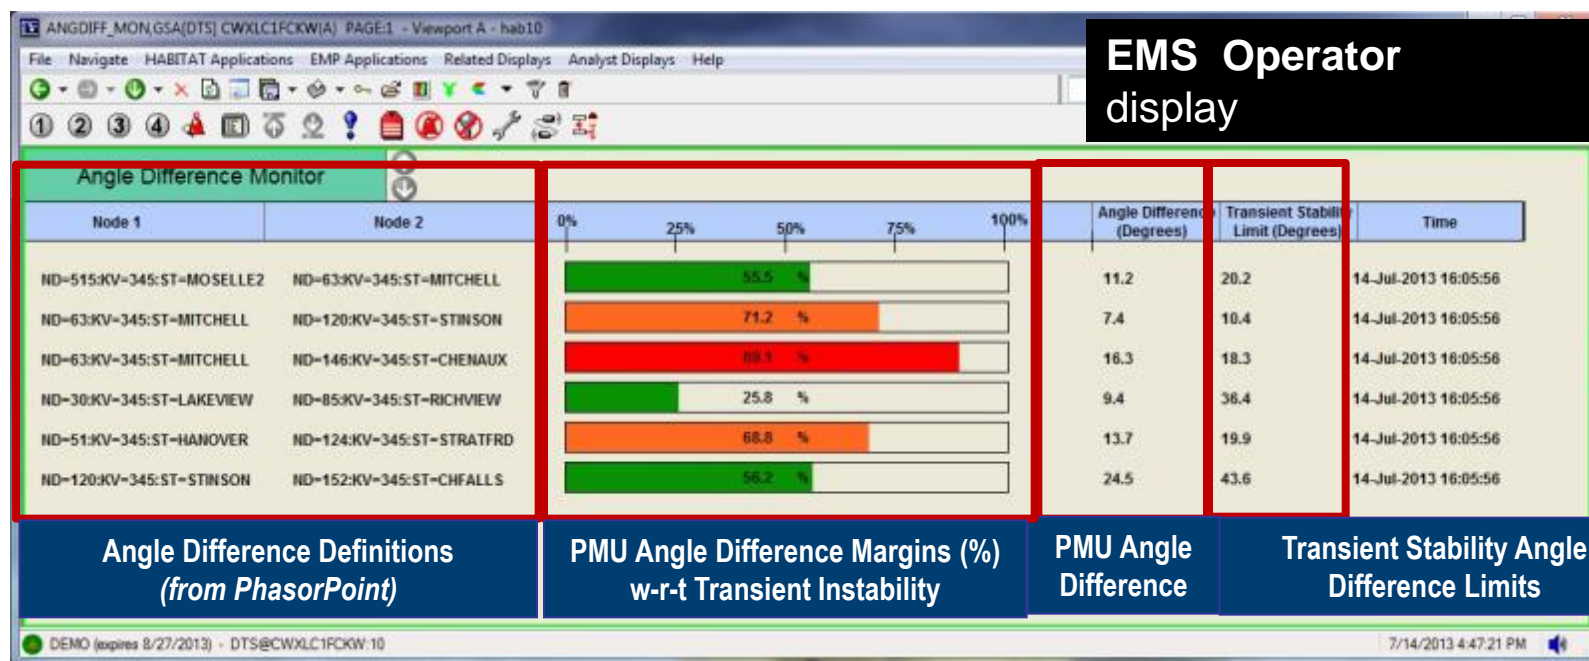 ANGDIFF_MON,GSA[DTS] CWXLC1FCKW(A) PAGE:1 - Viewport A - hab10
EMS Operator
display
File Navigate HABITAT Applications EMP Applications Related Displays Analyst Displays Help
1 2 3 4
Angle Difference Monitor
Node 1 Node 2 0% 25% 50% 75% 100% Angle Difference (Degrees) Transient Stability Limit (Degrees) Time
ND=515:KV=345:ST=MOSELLE2 ND=63:KV=345:ST=MITCHELL 55.5 % 11.2 20.2 14-Jul-2013 16:05:56
ND=63:KV=345:ST=MITCHELL ND=120:KV=345:ST=STINSON 71.2 % 7.4 10.4 14-Jul-2013 16:05:56
ND=63:KV=345:ST=MITCHELL ND=146:KV=345:ST=CHENAUX % 16.3 18.3 14-Jul-2013 16:05:56
ND=30:KV=345:ST=LAKEVIEW ND=85:KV=345:ST=RICHVIEW 25.8 % 9.4 36.4 14-Jul-2013 16:05:56
ND=51:KV=345:ST=HANOVER ND=124:KV=345:ST=STRATFRD 68.8 % 13.7 19.9 14-Jul-2013 16:05:56
ND=120:KV=345:ST=STINSON ND=152:KV=345:ST=CHFALLS 56.2 % 24.5 43.6 14-Jul-2013 16:05:56
Angle Difference Definitions
(from PhasorPoint)
PMU Angle Difference Margins (%)
w-r-t Transient Instability
PMU Angle
Difference
Transient Stability Angle
Difference Limits
DEMO (expires 8/27/2013) - DTS@CWXLC1FCKW:10 7/14/2013 4:47:21 PM